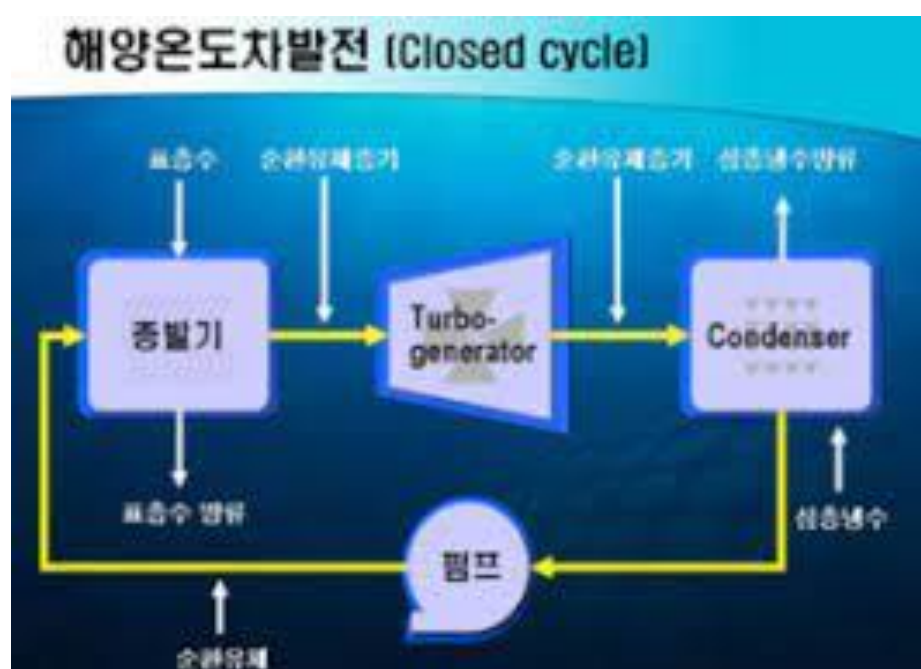 해양온도차발전 (Closed cycle)
표층수
순환유체증기
순환유체증기
심층냉수방류
증발기
Turbo-
generator
Condenser
표층수 방류
심층냉수
펌프
순환유체